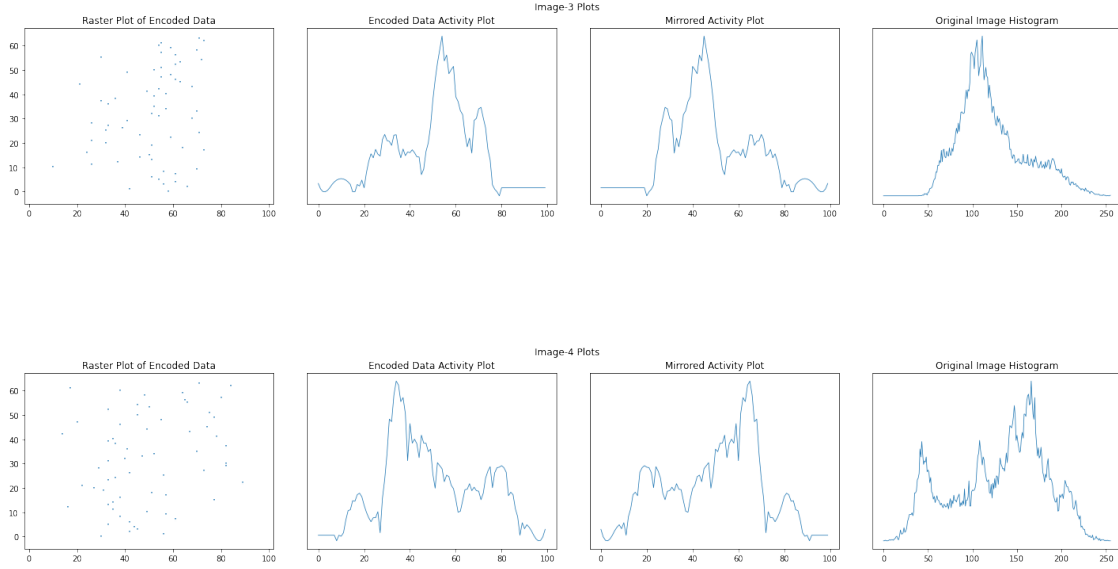 Image-3 Plots
Raster Plot of Encoded Data
Encoded Data Activity Plot
Mirrored Activity Plot
Original Image Histogram
60
50
40
30
20
10
0
0 20 40 60 80 100
0 20 40 60 80 100
0 20 40 60 80 100
0 50 100 150 200 250
Image-4 Plots
Raster Plot of Encoded Data
Encoded Data Activity Plot
Mirrored Activity Plot
Original Image Histogram
60
50
40
30
20
10
0
0 20 40 60 80 100
0 20 40 60 80 100
0 20 40 60 80 100
0 50 100 150 200 250